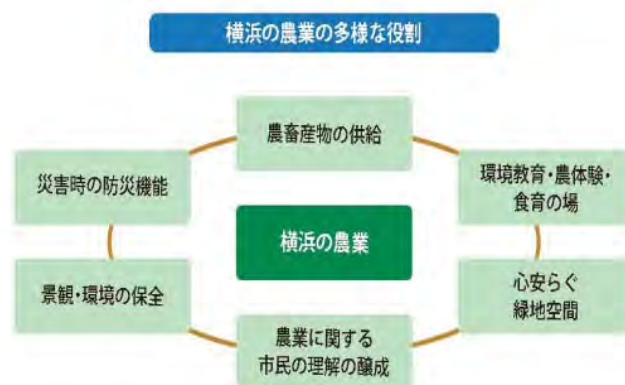 横浜の農業の多様な役割
農畜産物の供給
災害時の防災機能
環境教育・農体験・
食育の場
横浜の農業
景観・環境の保全
心安らぐ
緑地空間
農業に関する
市民の理解の醸成